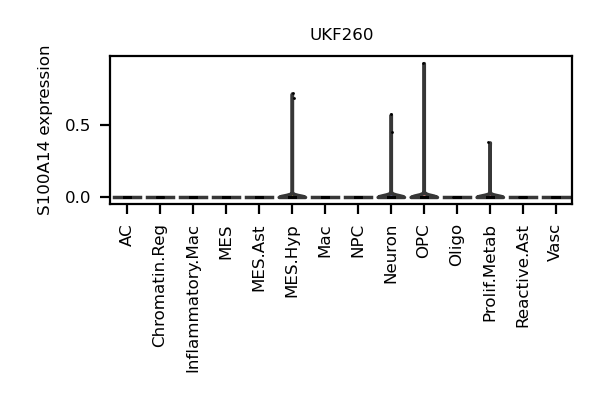 UKF260
S100A14 expression
0.5
0.0
AC
Chromatin.Reg
Inflammatory.Mac
MES
MES.Ast
MES.Hyp
Mac
NPC
Neuron
OPC
Oligo
Prolif.Metab
Reactive.Ast
Vasc